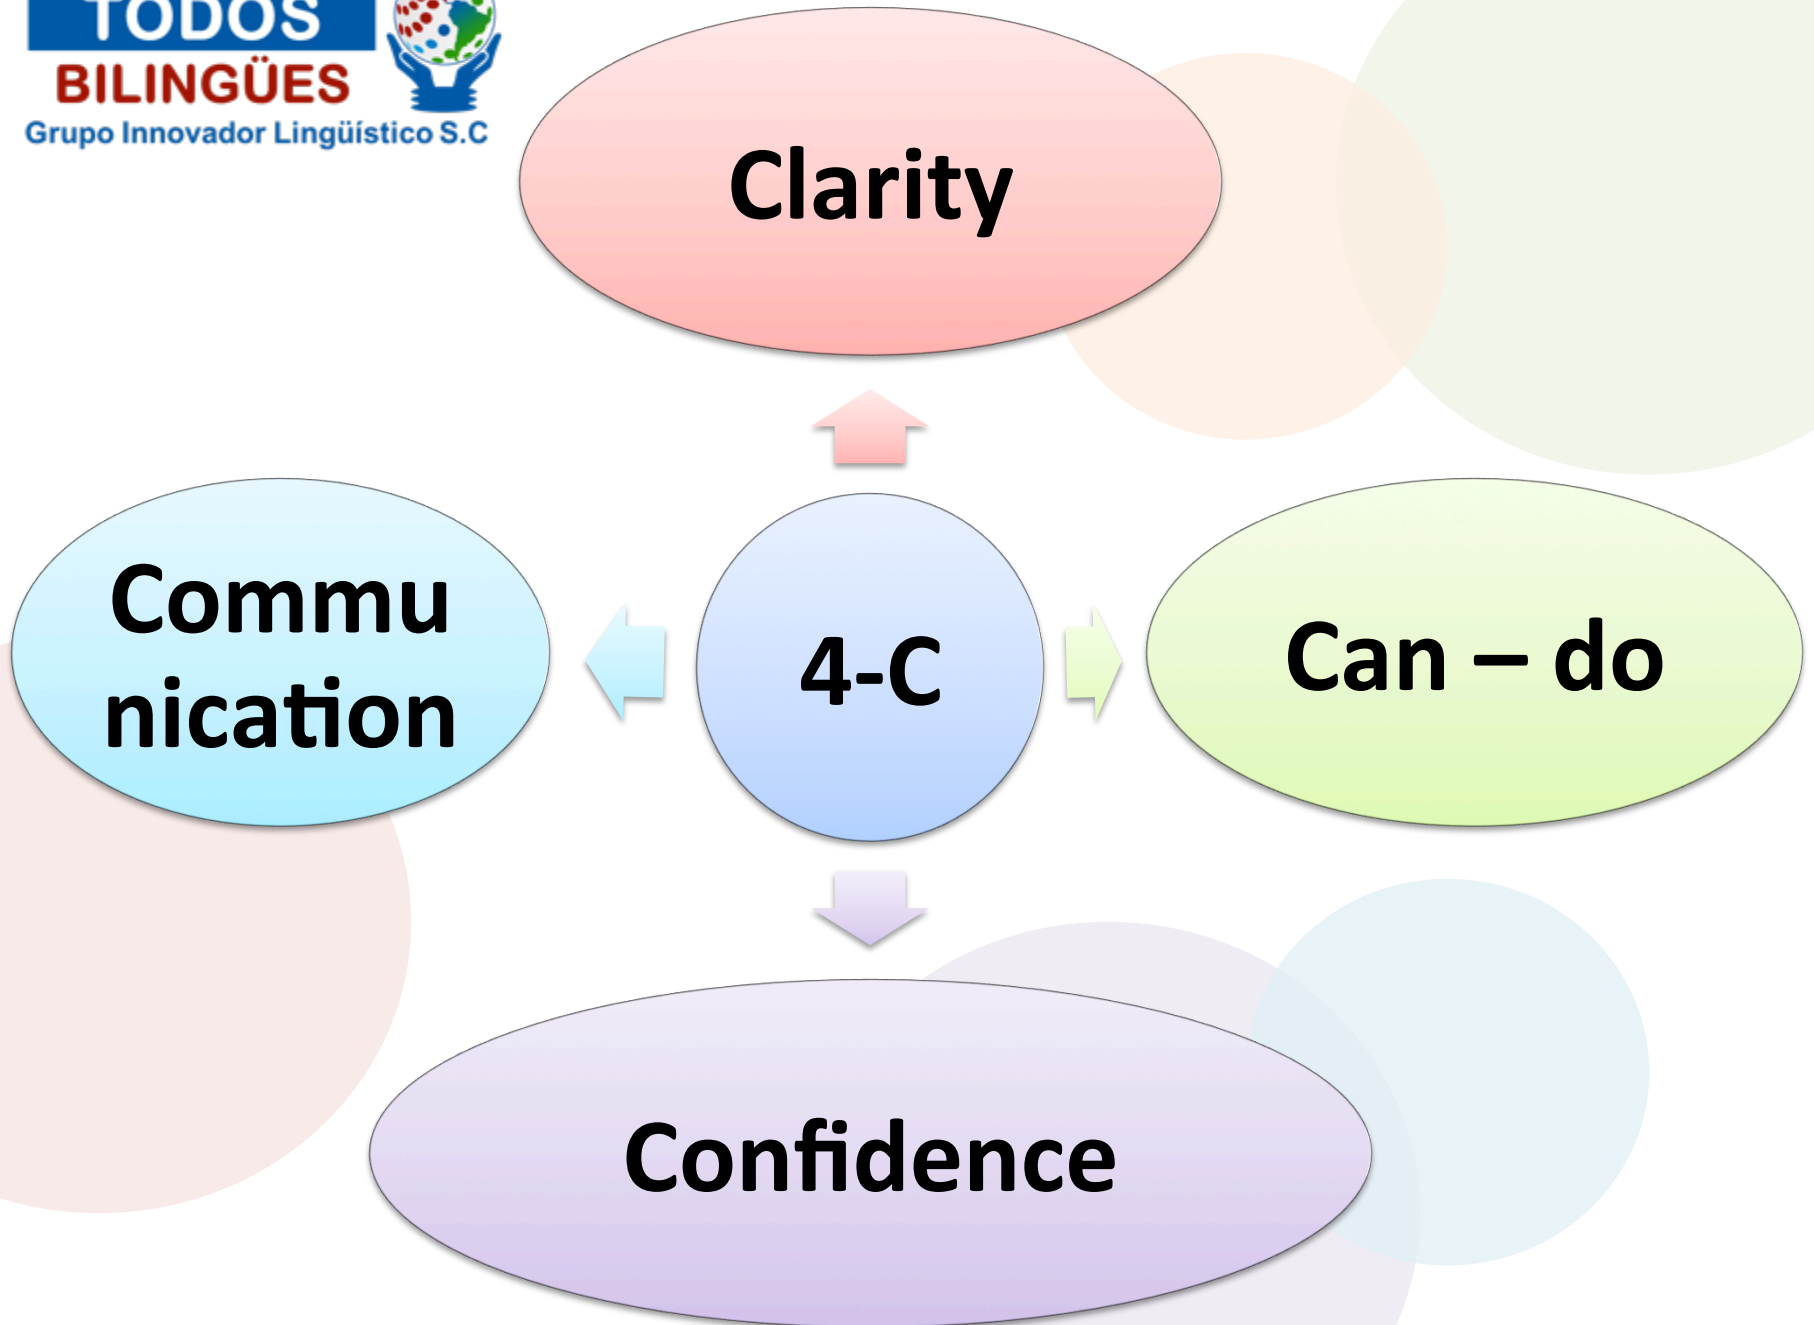 TODOS
BILINGÜES
Grupo Innovador Lingüístico S.C
Clarity
Commu
nication
4-C
Can – do
Confidence